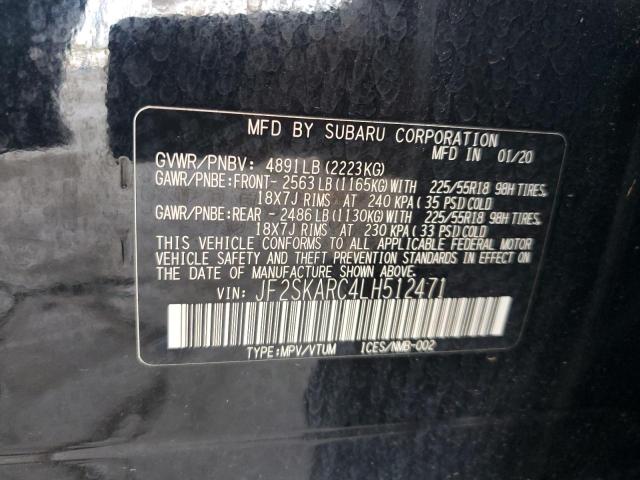 MFD BY SUBARU CORPORATION
MFD IN 01/20
GVWR/PNBV: 4891LB (2223KG)
GAWR/PNBE:FRONT- 2563LB (1165KG) WITH 225/55R18 98H TIRES,
18X7J RIMS AT 240 KPA (35 PSI) COLD
GAWR/PNBE:REAR - 2486LB (1130KG) WITH 225/55R18 98H TIRES,
18X7J RIMS AT 230 KPA (33 PSI) COLD
THIS VEHICLE CONFORMS TO ALL APPLICABLE FEDERAL MOTOR
VEHICLE SAFETY AND THEFT PREVENTION STANDARDS IN EFFECT
ON THE DATE OF MANUFACTURE SHOWN ABOVE.
VIN: JF2SKARC4LH512471
TYPE:MPV/VTUM ICES/NMB-002